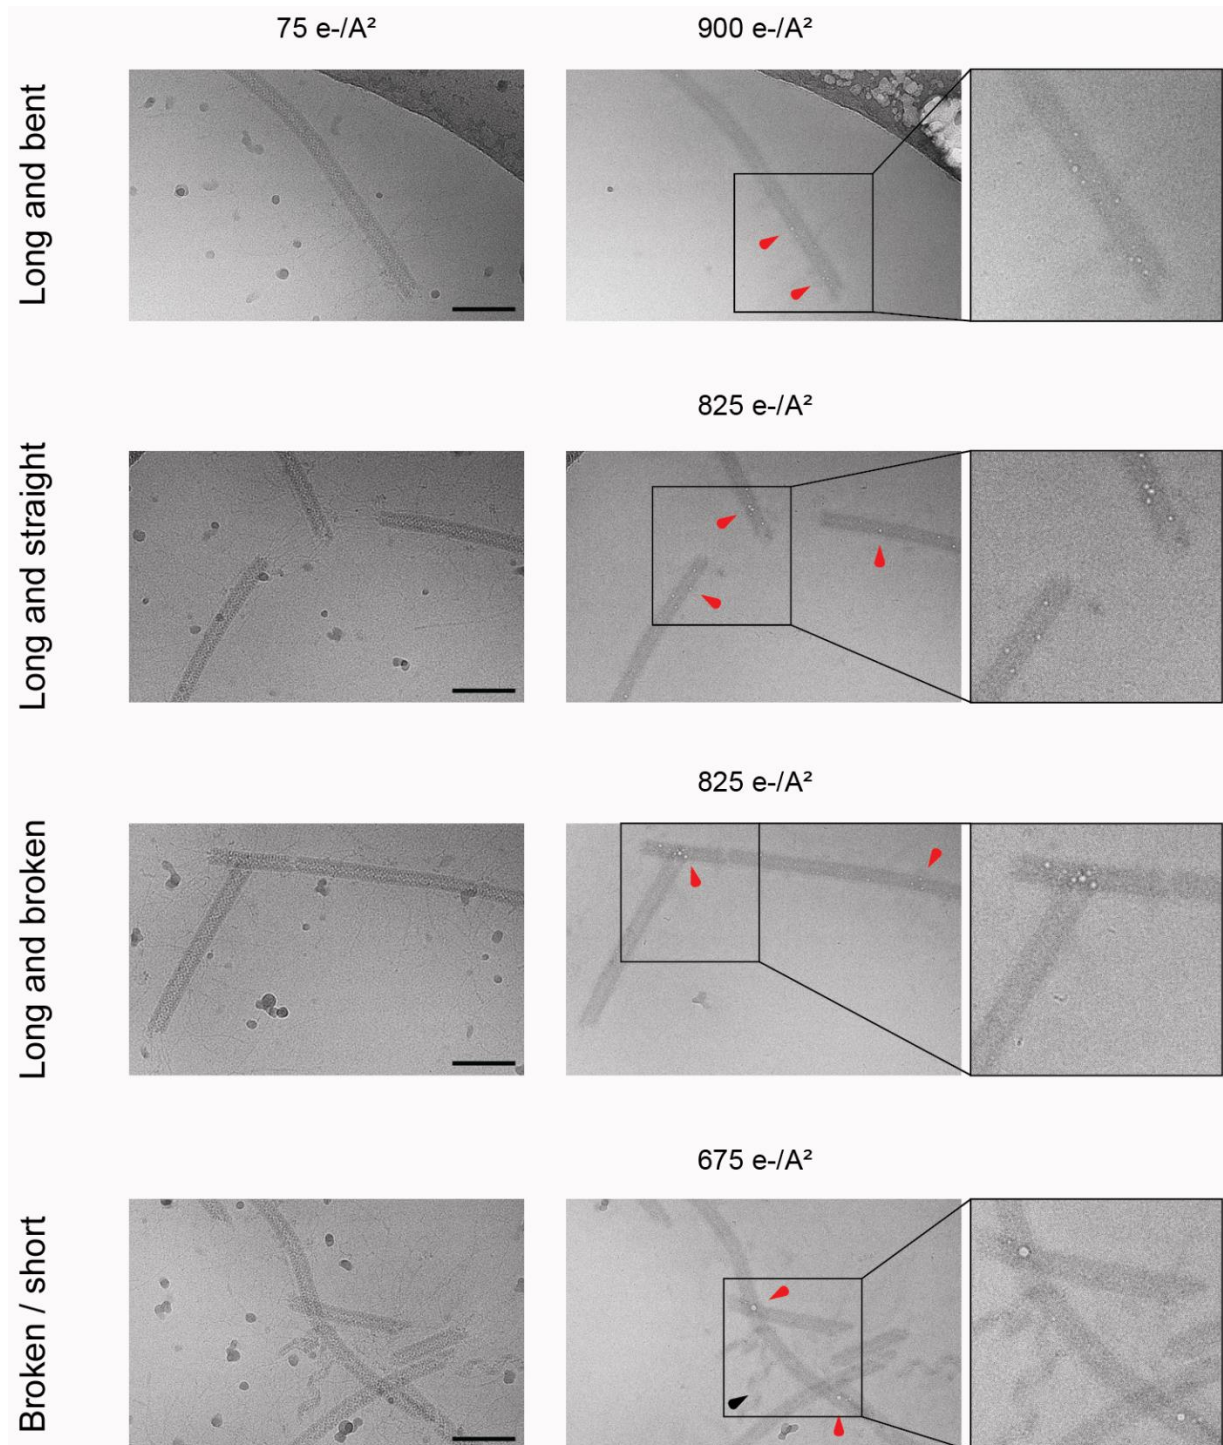 75 e-/A²
900 e-/A²
Long and bent
825 e-/A²
Long and straight
825 e-/A²
Long and broken
675 e-/A²
Broken / short